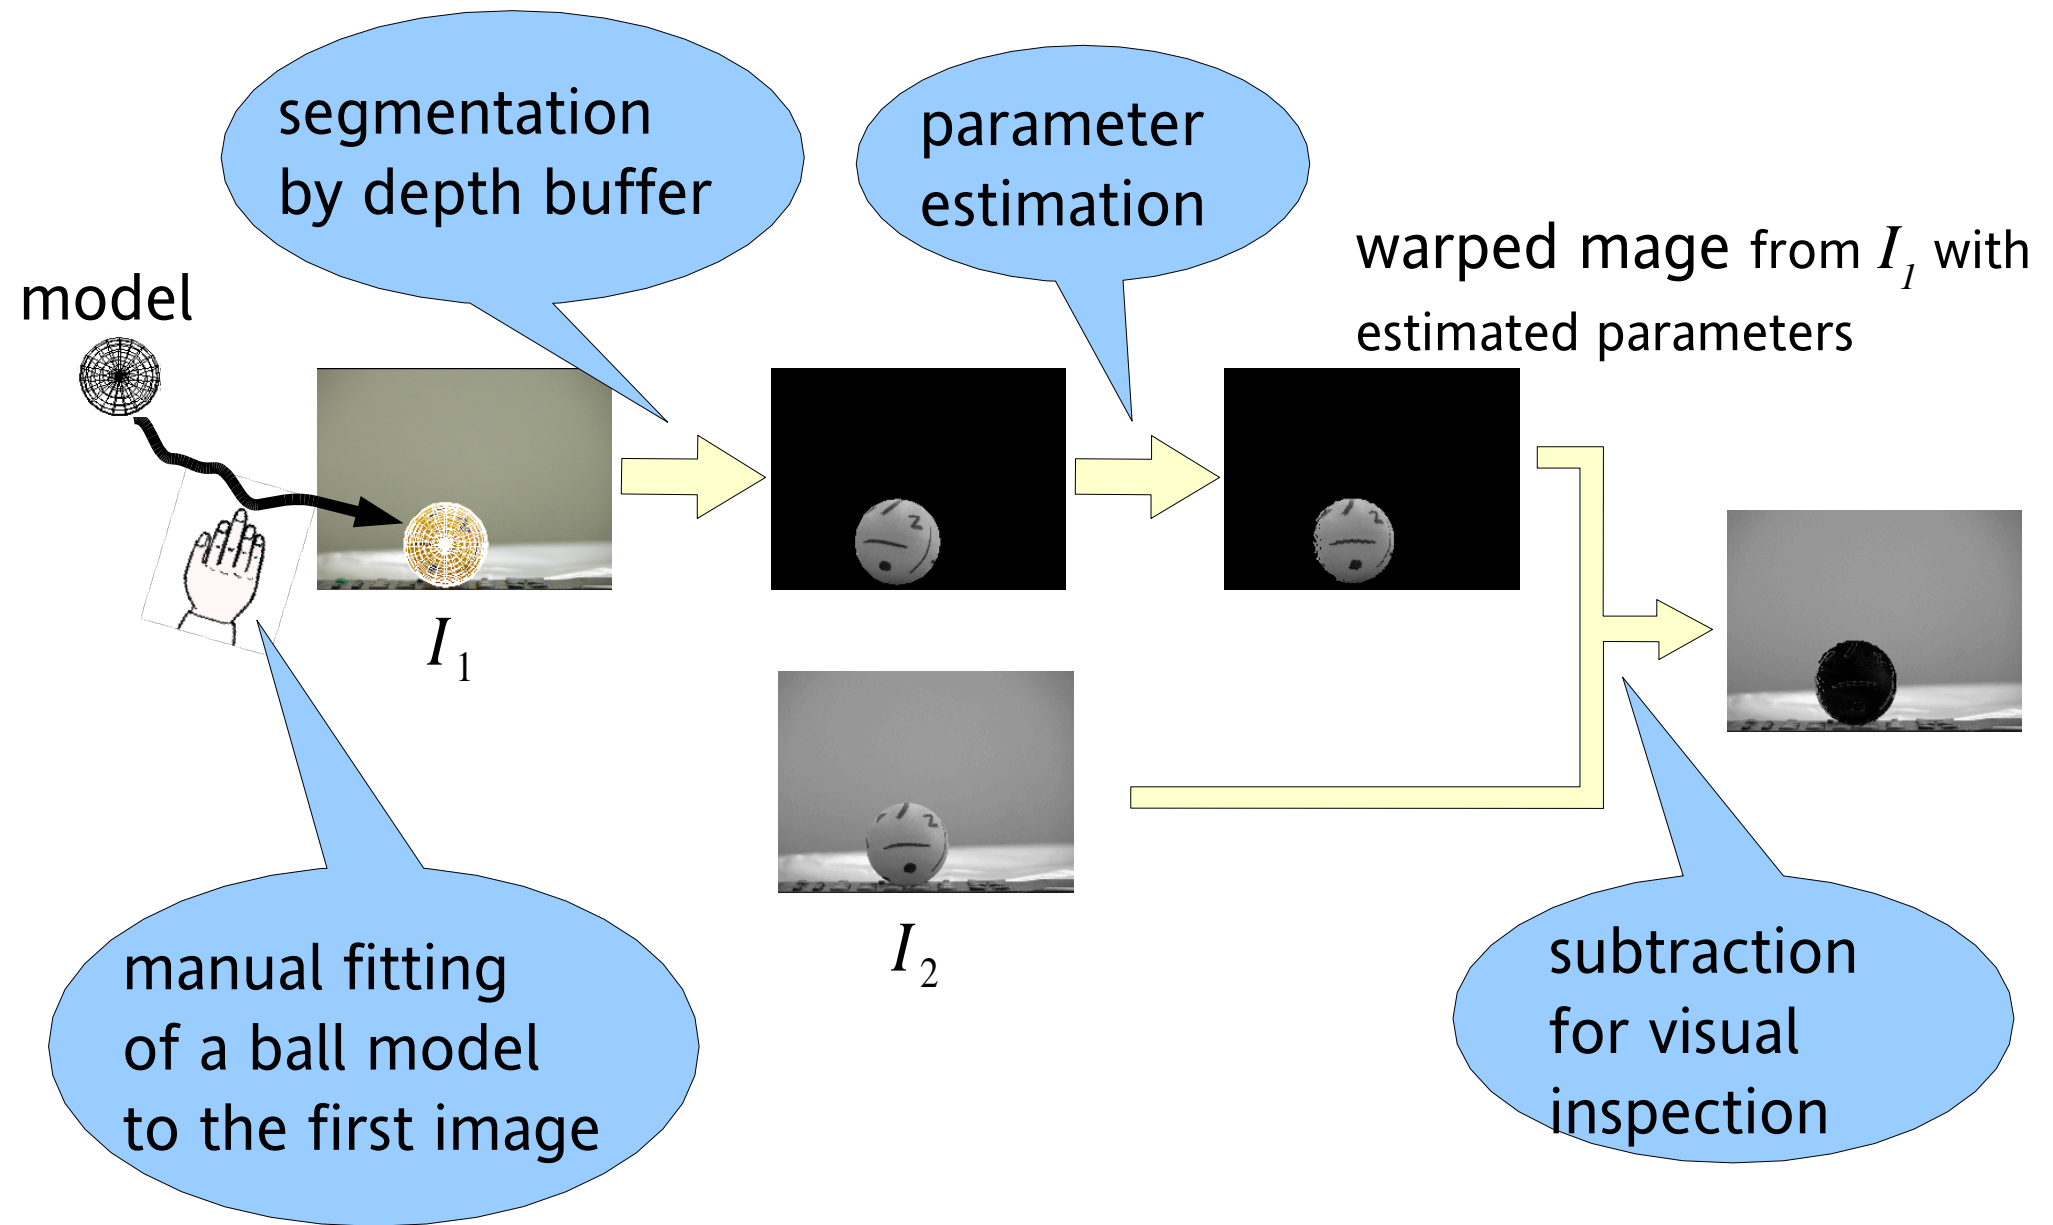 segmentation
by depth buffer
parameter
estimation
warped mage from I1 with
estimated parameters
model
I1
I2
manual fitting
of a ball model
to the first image
subtraction
for visual
inspection